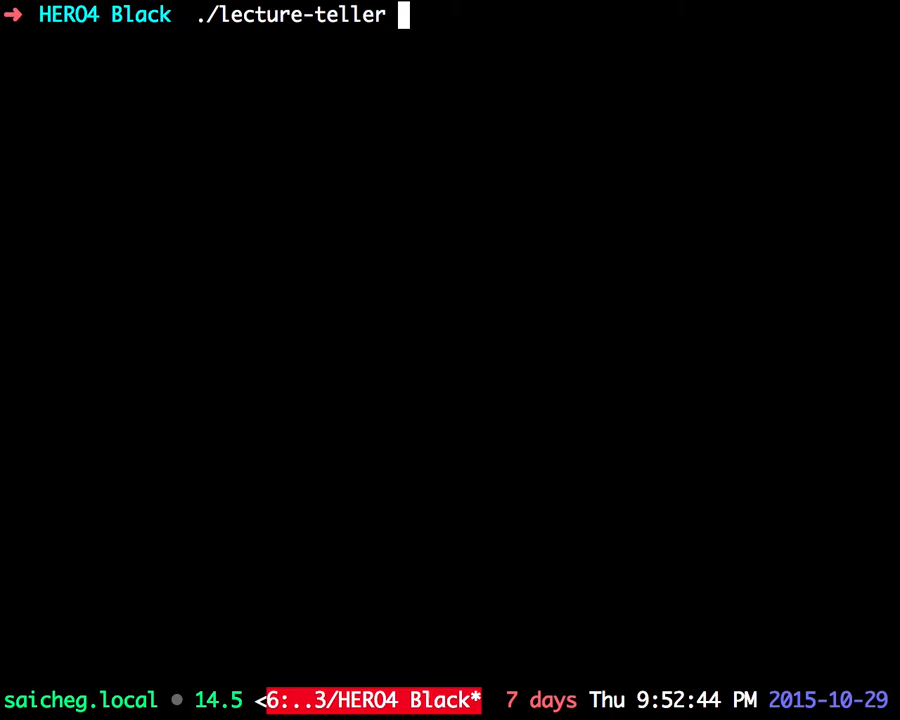 ➜ HERO4 Black ./lecture-teller
saicheg.local ● 14.5 <6:..3/HERO4 Black* 7 days Thu 9:52:44 PM 2015-10-29